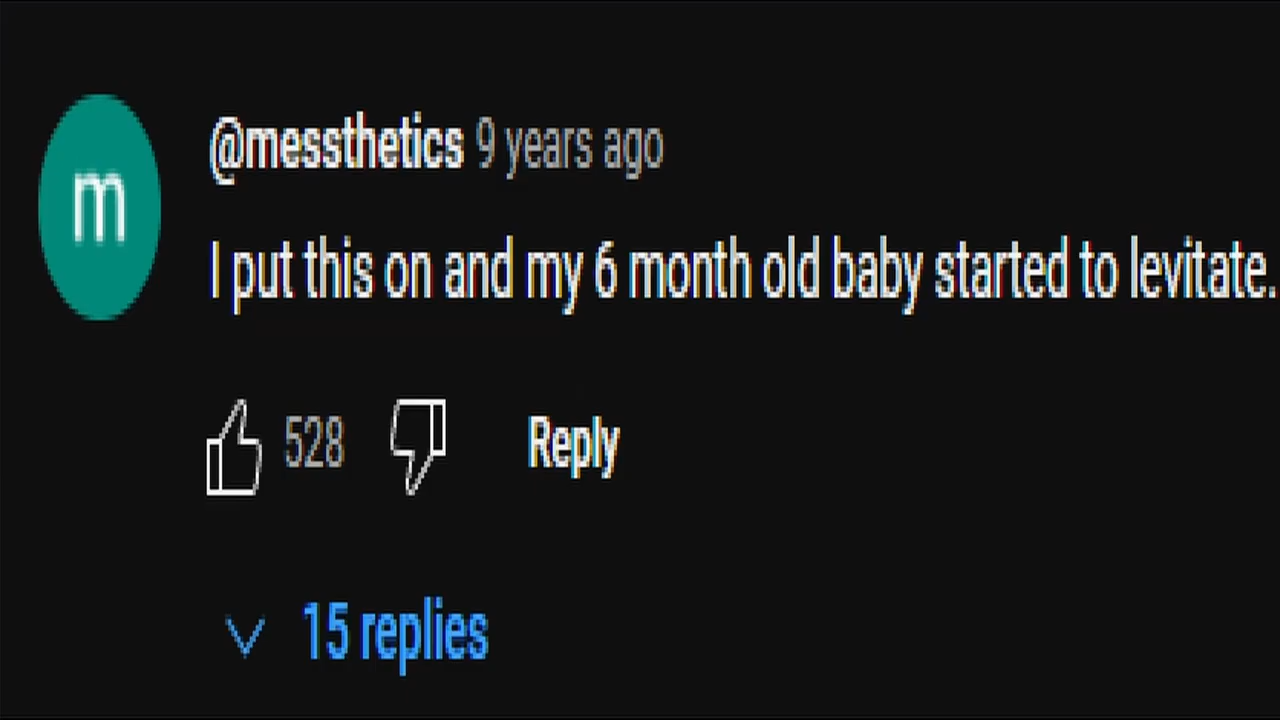 m
@messthetics 9 years ago
I put this on and my 6 month old baby started to levitate.
528 Reply
15 replies